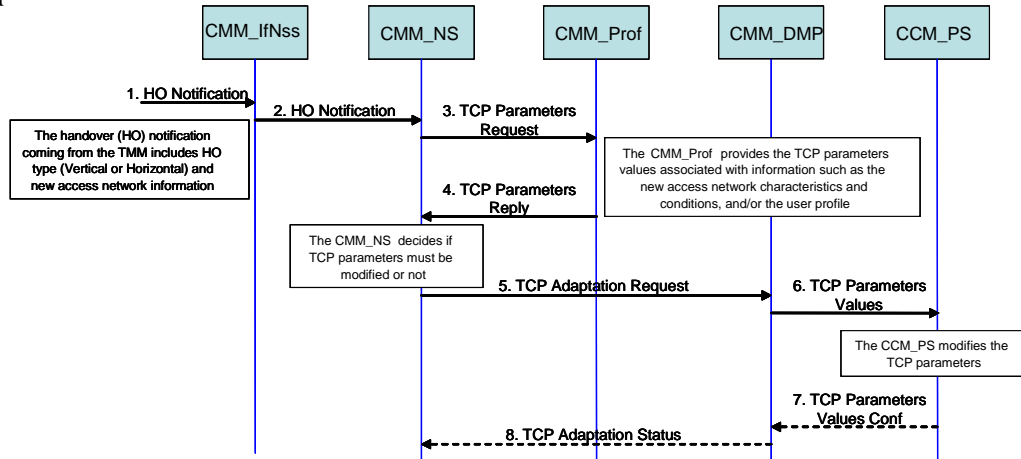 CMM_IfNss
CMM_NS
CMM_Prof
CMM_DMP
CCM_PS
1. HO Notification
2. HO Notification
3. TCP Parameters
Request
The handover (HO) notification
coming from the TMM includes HO
type (Vertical or Horizontal) and
new access network information
The CMM_Prof provides the TCP parameters
values associated with information such as the
new access network characteristics and
conditions, and/or the user profile
4. TCP Parameters
Reply
The CMM_NS decides if
TCP parameters must be
modified or not
5. TCP Adaptation Request
6. TCP Parameters
Values
The CCM_PS modifies the
TCP parameters
7. TCP Parameters
Values Conf
8. TCP Adaptation Status